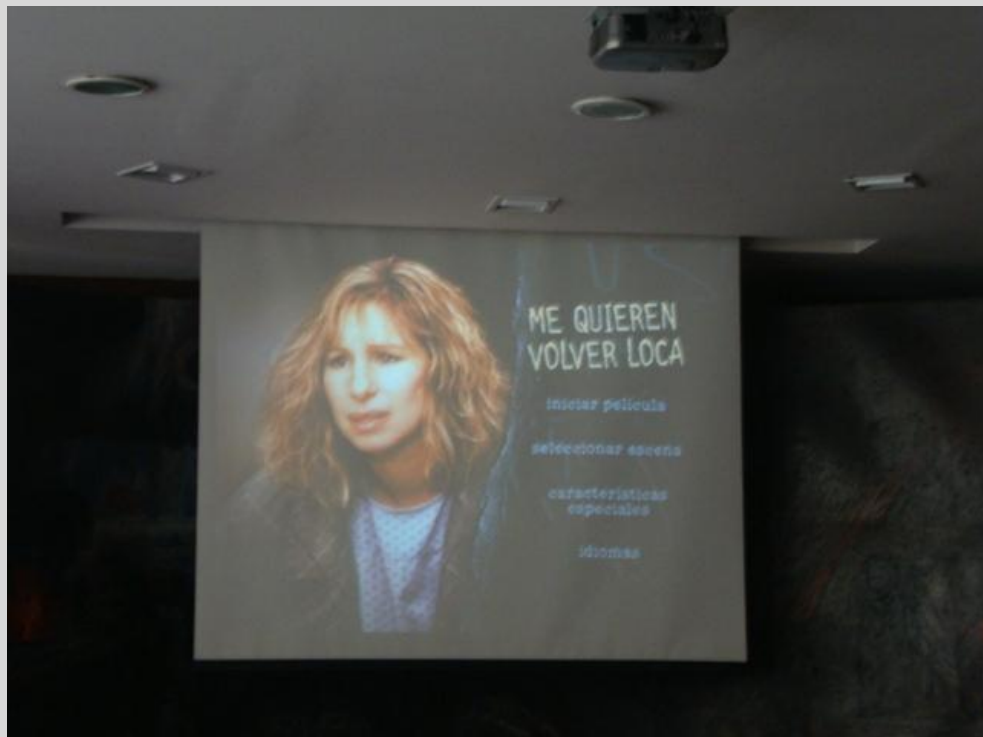 ME QUIEREN
VOLVER LOCA
iniciar película
seleccionar escena
características
especiales
idiomas